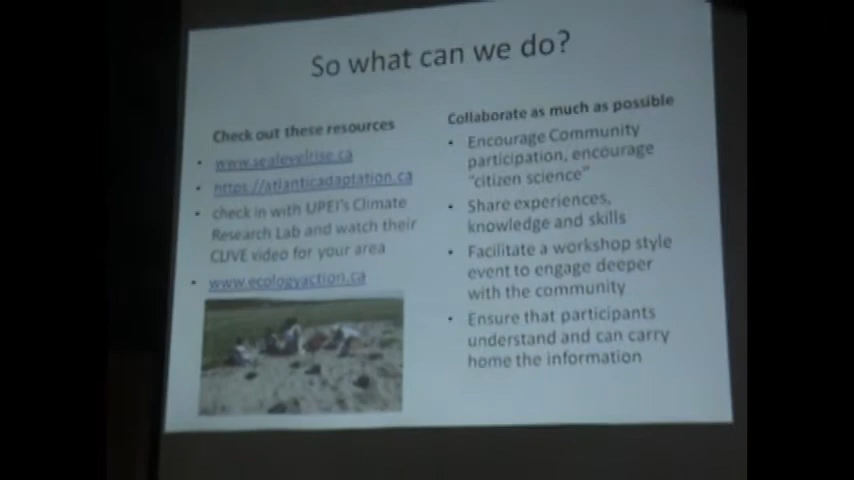 So what can we do?
Check out these resources
• www.sealevelrise.ca
• https://atlanticadaptation.ca
• check in with UPEI's Climate
Research Lab and watch their
CLIVE video for your area
• www.ecologyaction.ca
Collaborate as much as possible
• Encourage Community
participation, encourage
"citizen science"
• Share experiences,
knowledge and skills
• Facilitate a workshop style
event to engage deeper
with the community
• Ensure that participants
understand and can carry
home the information